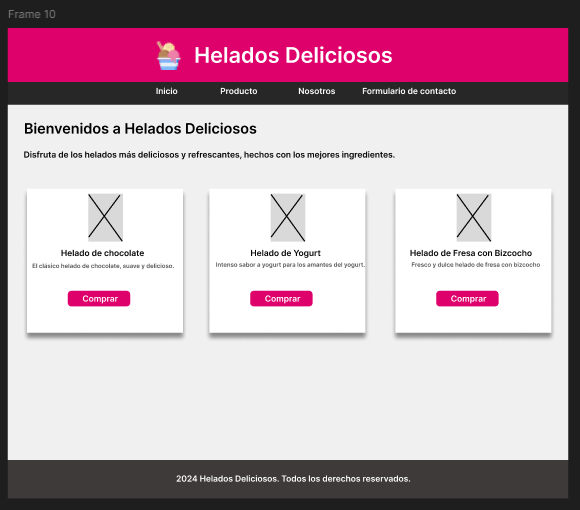 Frame 10
Helados Deliciosos
Inicio Producto Nosotros Formulario de contacto
Bienvenidos a Helados Deliciosos
Disfruta de los helados más deliciosos y refrescantes, hechos con los mejores ingredientes.
Helado de chocolate
El clásico helado de chocolate, suave y delicioso.
Comprar
Helado de Yogurt
Intenso sabor a yogurt para los amantes del yogurt.
Comprar
Helado de Fresa con Bizcocho
Fresco y dulce helado de fresa con bizcocho
Comprar
2024 Helados Deliciosos. Todos los derechos reservados.